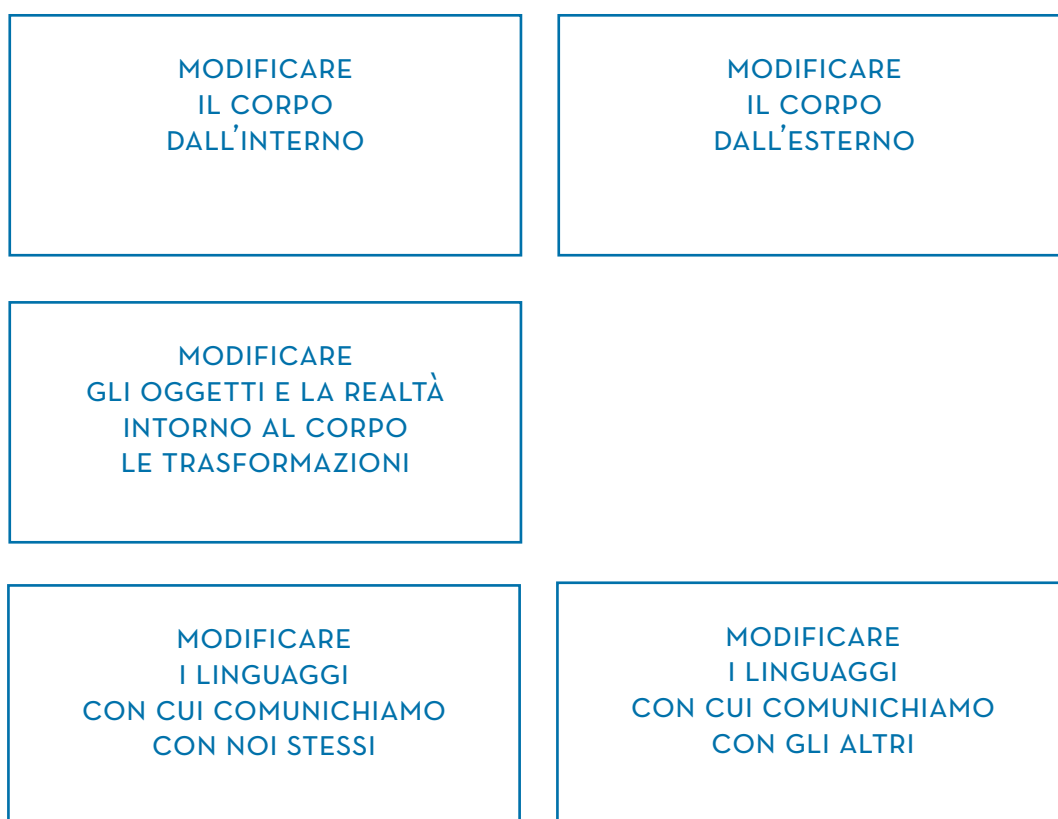 MODIFICARE
IL CORPO
DALL'INTERNO
MODIFICARE
IL CORPO
DALL'ESTERNO
MODIFICARE
GLI OGGETTI E LA REALTÀ
INTORNO AL CORPO
LE TRASFORMAZIONI
MODIFICARE
I LINGUAGGI
CON CUI COMUNICHIAMO
CON NOI STESSI
MODIFICARE
I LINGUAGGI
CON CUI COMUNICHIAMO
CON GLI ALTRI